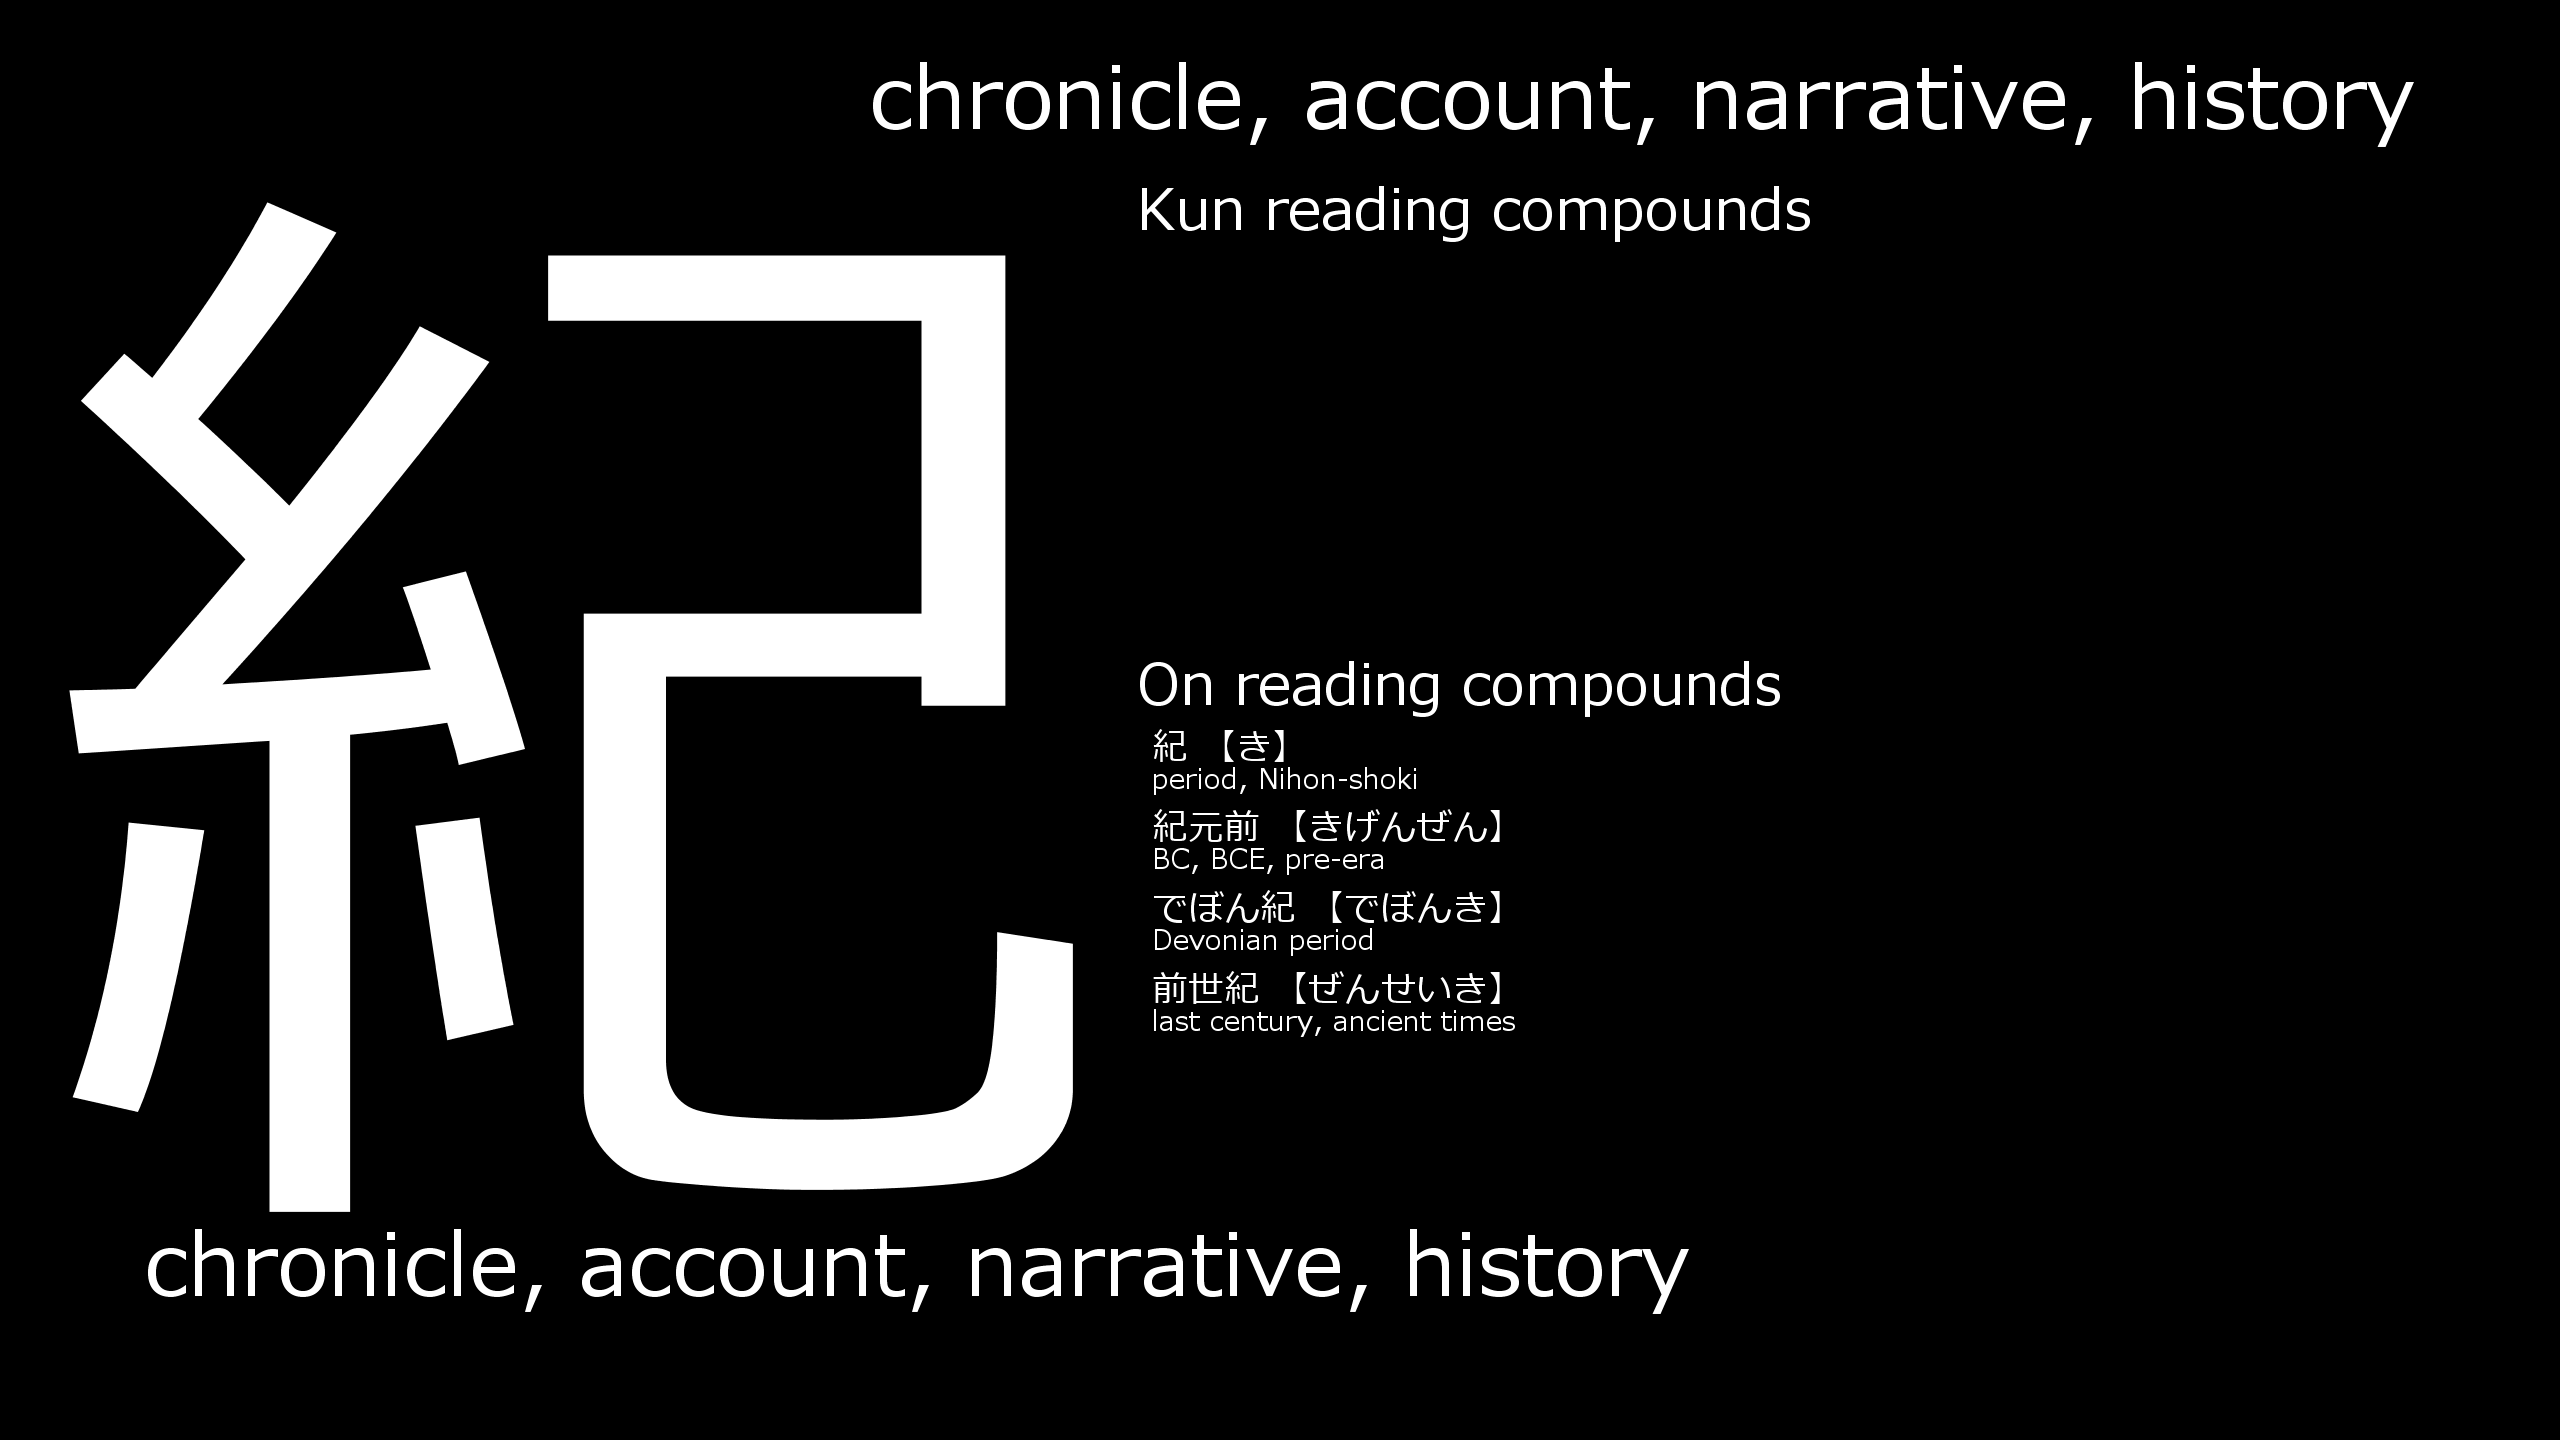 chronicle, account, narrative, history
Kun reading compounds
紀
On reading compounds
紀 【き】
period, Nihon-shoki
紀元前 【きげんぜん】
BC, BCE, pre-era
でぼん紀 【でぼんき】
Devonian period
前世紀 【ぜんせいき】
last century, ancient times
chronicle, account, narrative, history